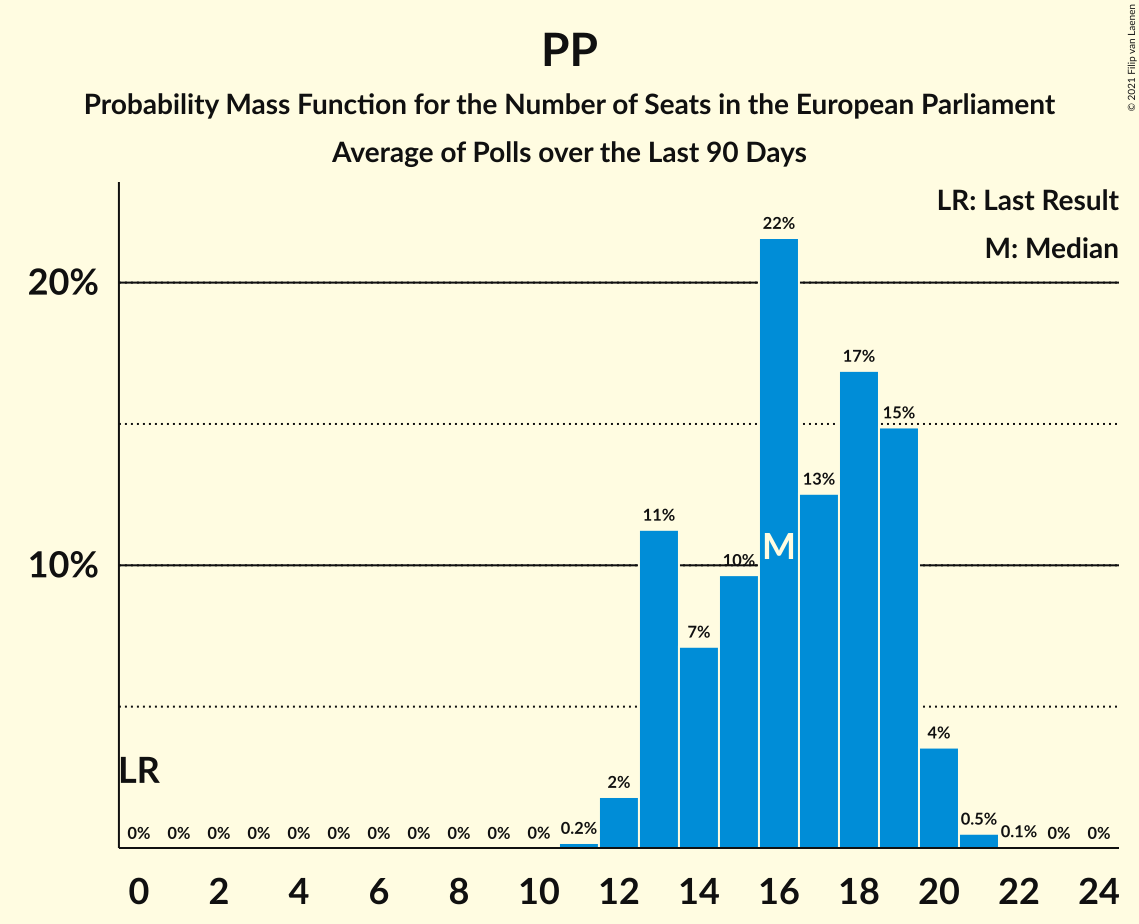 PP
Probability Mass Function for the Number of Seats in the European Parliament
Average of Polls over the Last 90 Days
© 2021 Filip van Laenen
LR: Last Result
M: Median
20%
10%
22%
17%
15%
13%
11%
10%
M
7%
4%
LR
2%
0% 0% 0% 0% 0% 0% 0% 0% 0% 0% 0% 0.2% 0.5% 0.1% 0% 0%
0 2 4 6 8 10 12 14 16 18 20 22 24